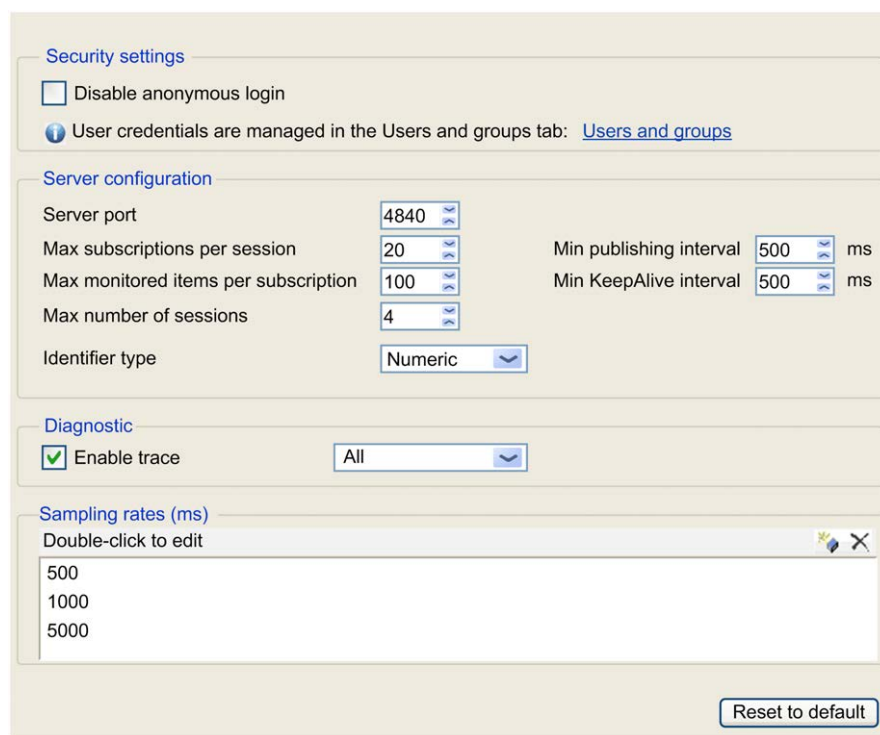 Security settings
Disable anonymous login
User credentials are managed in the Users and groups tab: Users and groups
Server configuration
Server port 4840
Max subscriptions per session 20 Min publishing interval 500 ms
Max monitored items per subscription 100 Min KeepAlive interval 500 ms
Max number of sessions 4
Identifier type Numeric
Diagnostic
Enable trace All
Sampling rates (ms)
Double-click to edit
500
1000
5000
Reset to default